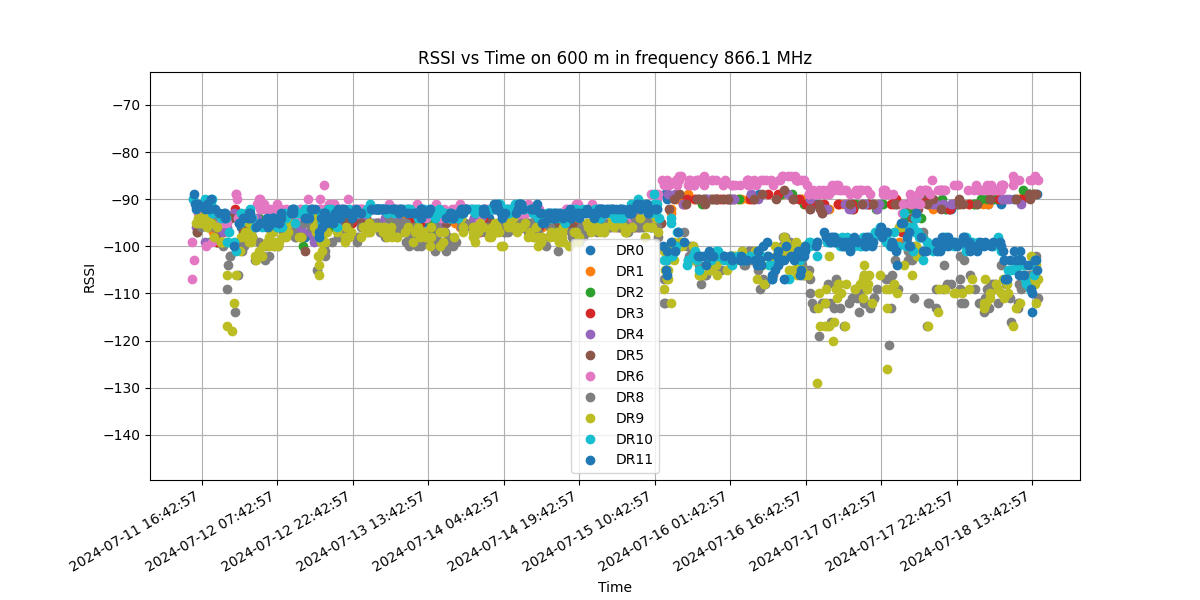 RSSI vs Time on 600 m in frequency 866.1 MHz
RSSI
−70
−80
−90
−100
−110
−120
−130
−140
DR0
DR1
DR2
DR3
DR4
DR5
DR6
DR8
DR9
DR10
DR11
2024-07-11 16:42:57
2024-07-12 07:42:57
2024-07-12 22:42:57
2024-07-13 13:42:57
2024-07-14 04:42:57
2024-07-14 19:42:57
2024-07-15 10:42:57
2024-07-16 01:42:57
2024-07-16 16:42:57
2024-07-17 07:42:57
2024-07-17 22:42:57
2024-07-18 13:42:57
Time